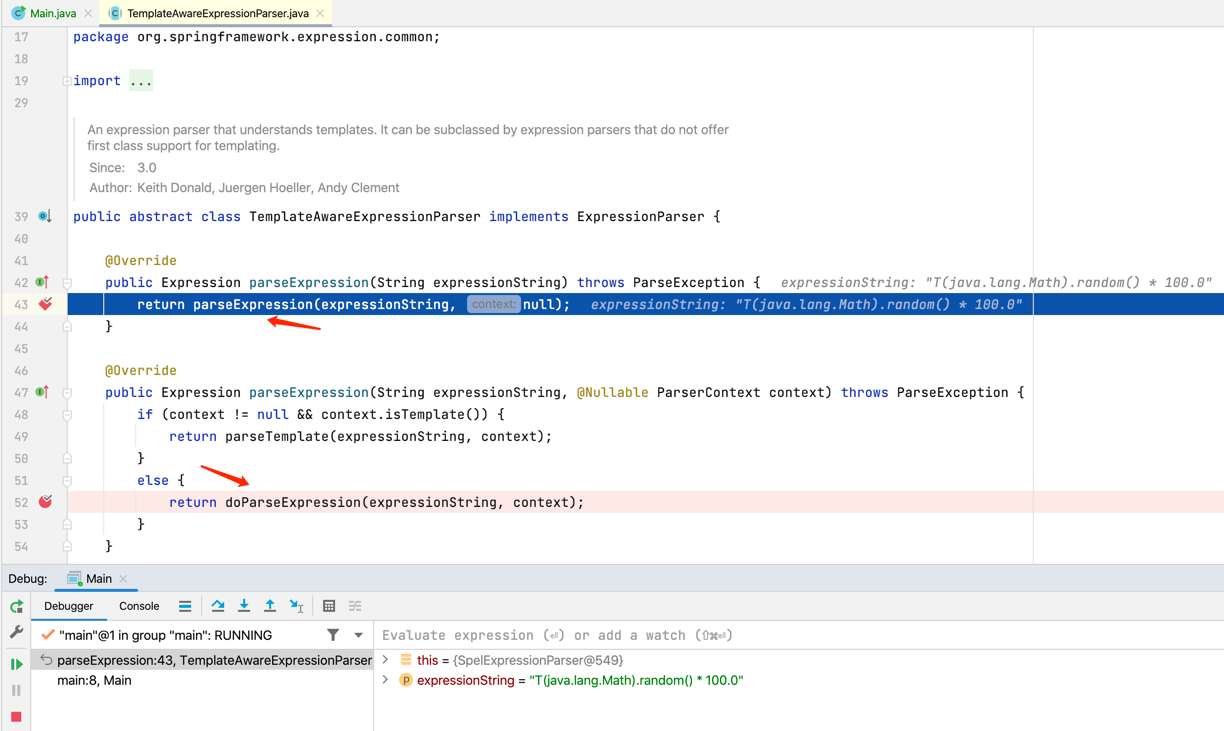 Main.java × TemplateAwareExpressionParser.java ×
17 package org.springframework.expression.common;
18
19 import ...
29
An expression parser that understands templates. It can be subclassed by expression parsers that do not offer
first class support for templating.
Since: 3.0
Author: Keith Donald, Juergen Hoeller, Andy Clement
39 public abstract class TemplateAwareExpressionParser implements ExpressionParser {
40
41 @Override
42 public Expression parseExpression(String expressionString) throws ParseException { expressionString: "T(java.lang.Math).random() * 100.0"
43 return parseExpression(expressionString, context: null); expressionString: "T(java.lang.Math).random() * 100.0"
44 }
45
46 @Override
47 public Expression parseExpression(String expressionString, @Nullable ParserContext context) throws ParseException {
48 if (context != null && context.isTemplate()) {
49 return parseTemplate(expressionString, context);
50 }
51 else {
52 return doParseExpression(expressionString, context);
53 }
54 }
Debug: Main ×
Debugger Console
"main"@1 in group "main": RUNNING
Evaluate expression (⏎) or add a watch (⇧⌘⏎)
parseExpression:43, TemplateAwareExpressionParser
this = {SpelExpressionParser@549}
main:8, Main
expressionString = "T(java.lang.Math).random() * 100.0"